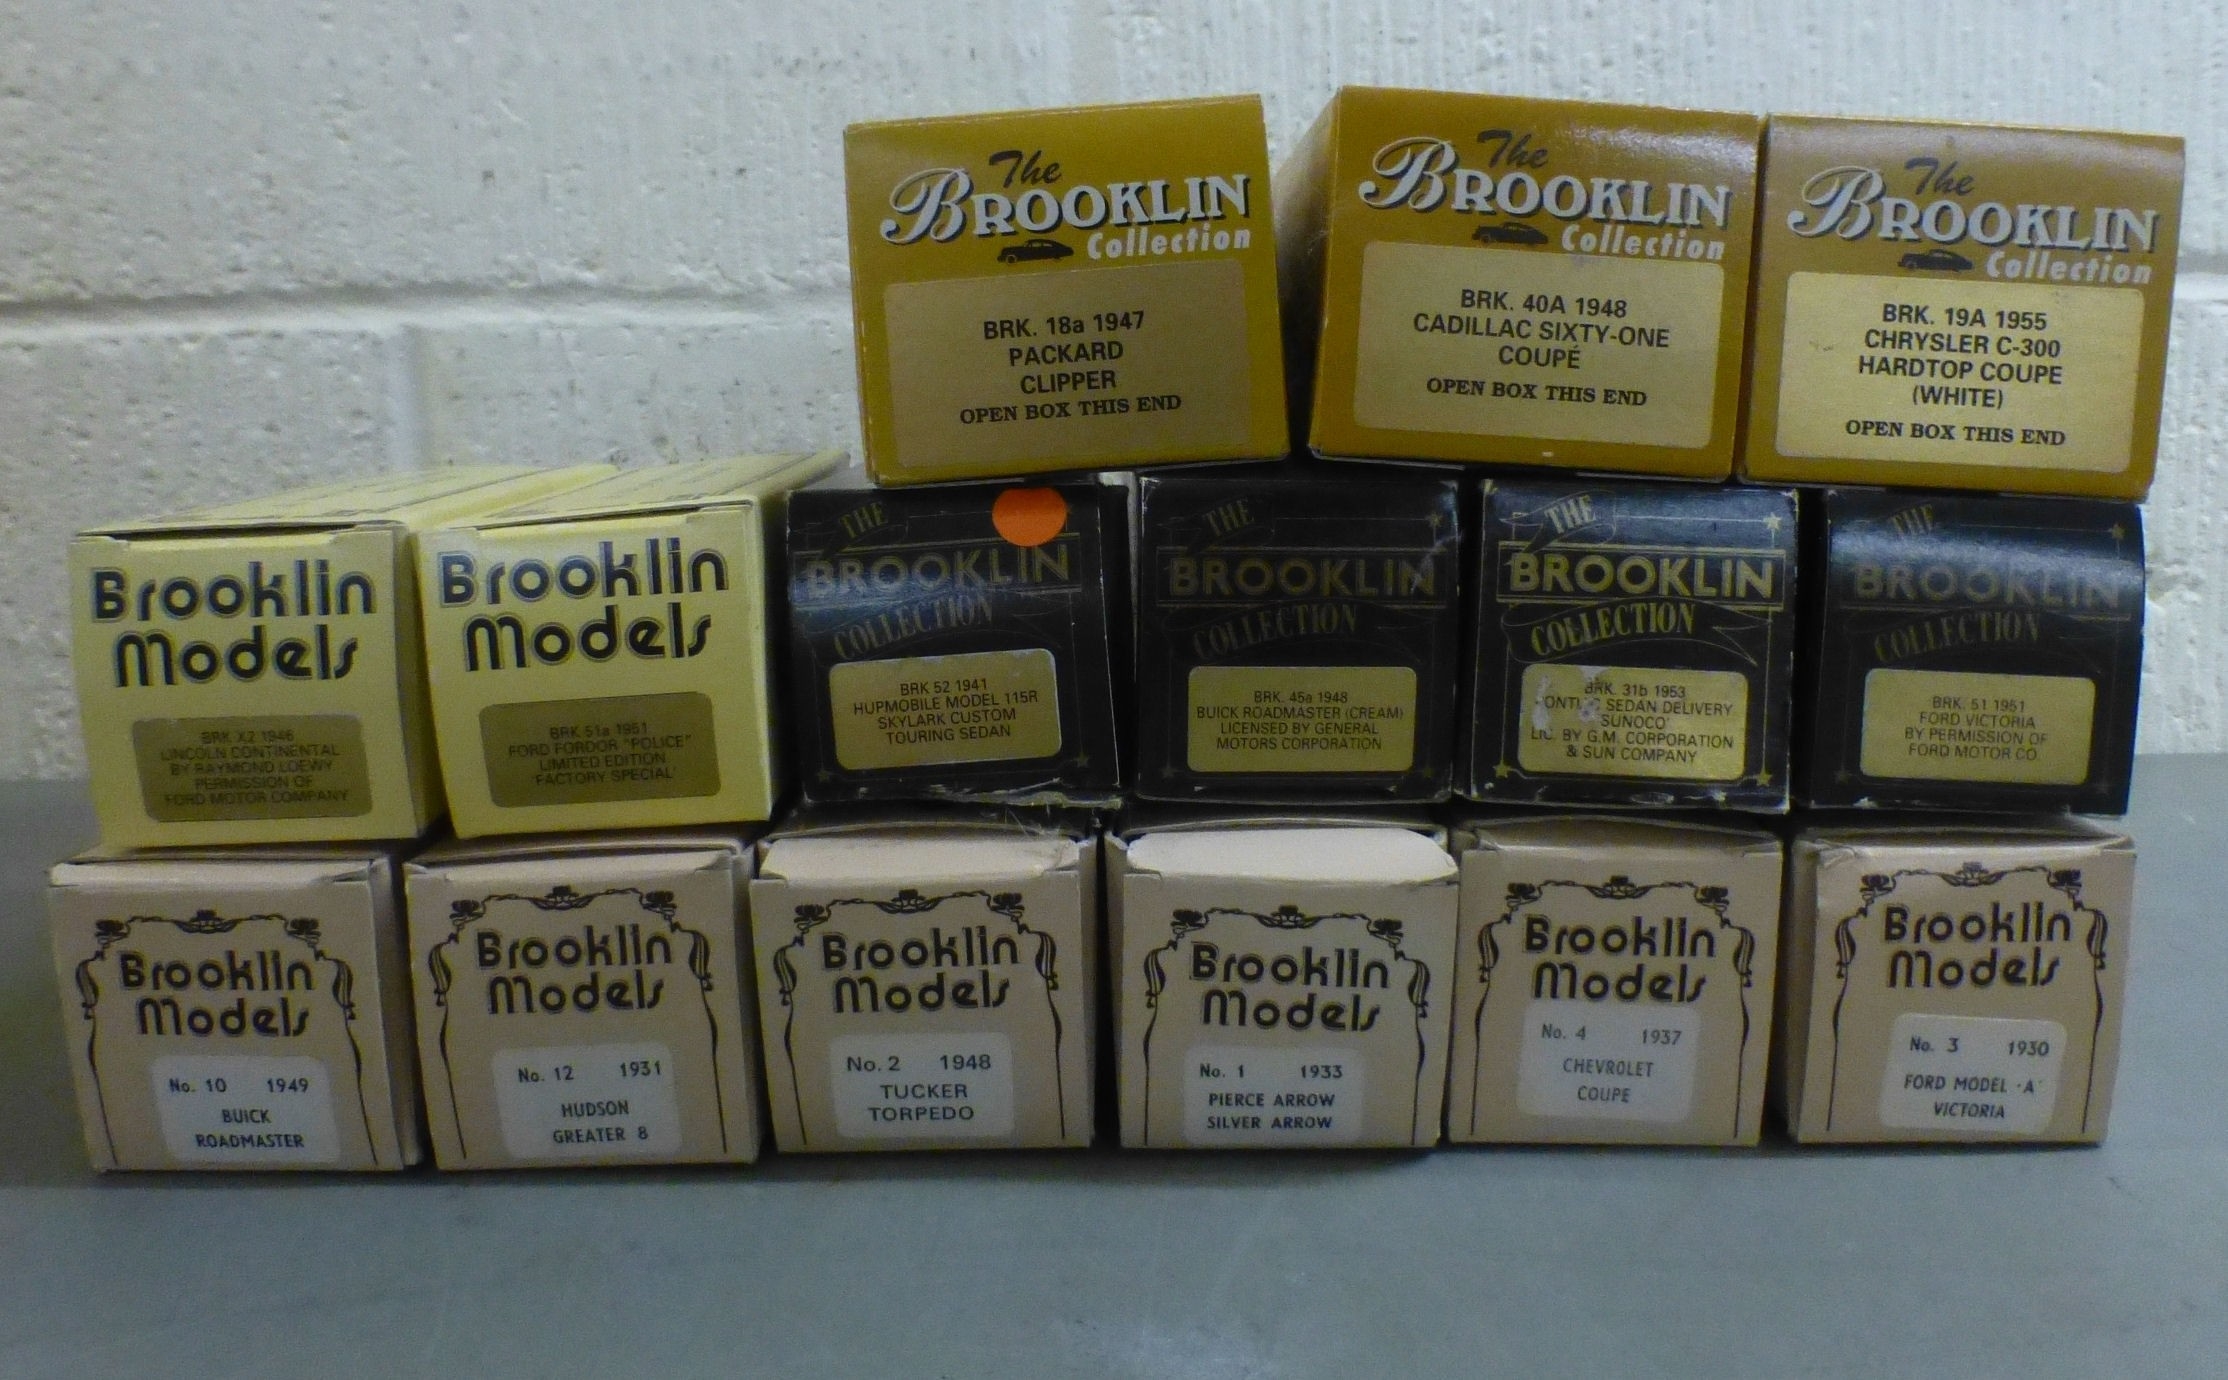 The
BROOKLIN
Collection
BRK. 18a 1947
PACKARD
CLIPPER
OPEN BOX THIS END
The
BROOKLIN
Collection
BRK. 40A 1948
CADILLAC SIXTY-ONE
COUPÉ
OPEN BOX THIS END
The
BROOKLIN
Collection
BRK. 19A 1955
CHRYSLER C-300
HARDTOP COUPE
(WHITE)
OPEN BOX THIS END
Brooklin
Models
BRK X2 1946
LINCOLN CONTINENTAL
BY RAYMOND LOEWY
PERMISSION OF
FORD MOTOR COMPANY
Brooklin
Models
BRK 51a 1951
FORD FORDOR "POLICE"
LIMITED EDITION
'FACTORY SPECIAL'
THE
BROOKLIN
COLLECTION
BRK 52 1941
HUPMOBILE MODEL 115R
SKYLARK CUSTOM
TOURING SEDAN
THE
BROOKLIN
COLLECTION
BRK. 45a 1948
BUICK ROADMASTER (CREAM)
LICENSED BY GENERAL
MOTORS CORPORATION
THE
BROOKLIN
COLLECTION
BRK. 31b 1953
SEDAN DELIVERY
'SUNOCO'
LIC. BY G.M. CORPORATION
& SUN COMPANY
THE
BROOKLIN
COLLECTION
BRK. 51 1951
FORD VICTORIA
BY PERMISSION OF
FORD MOTOR CO.
Brooklin
Models
No. 10 1949
BUICK
ROADMASTER
Brooklin
Models
No. 12 1931
HUDSON
GREATER 8
Brooklin
Models
No. 2 1948
TUCKER
TORPEDO
Brooklin
Models
No. 1 1933
PIERCE ARROW
SILVER ARROW
Brooklin
Models
No. 4 1937
CHEVROLET
COUPE
Brooklin
Models
No. 3 1930
FORD MODEL 'A'
VICTORIA